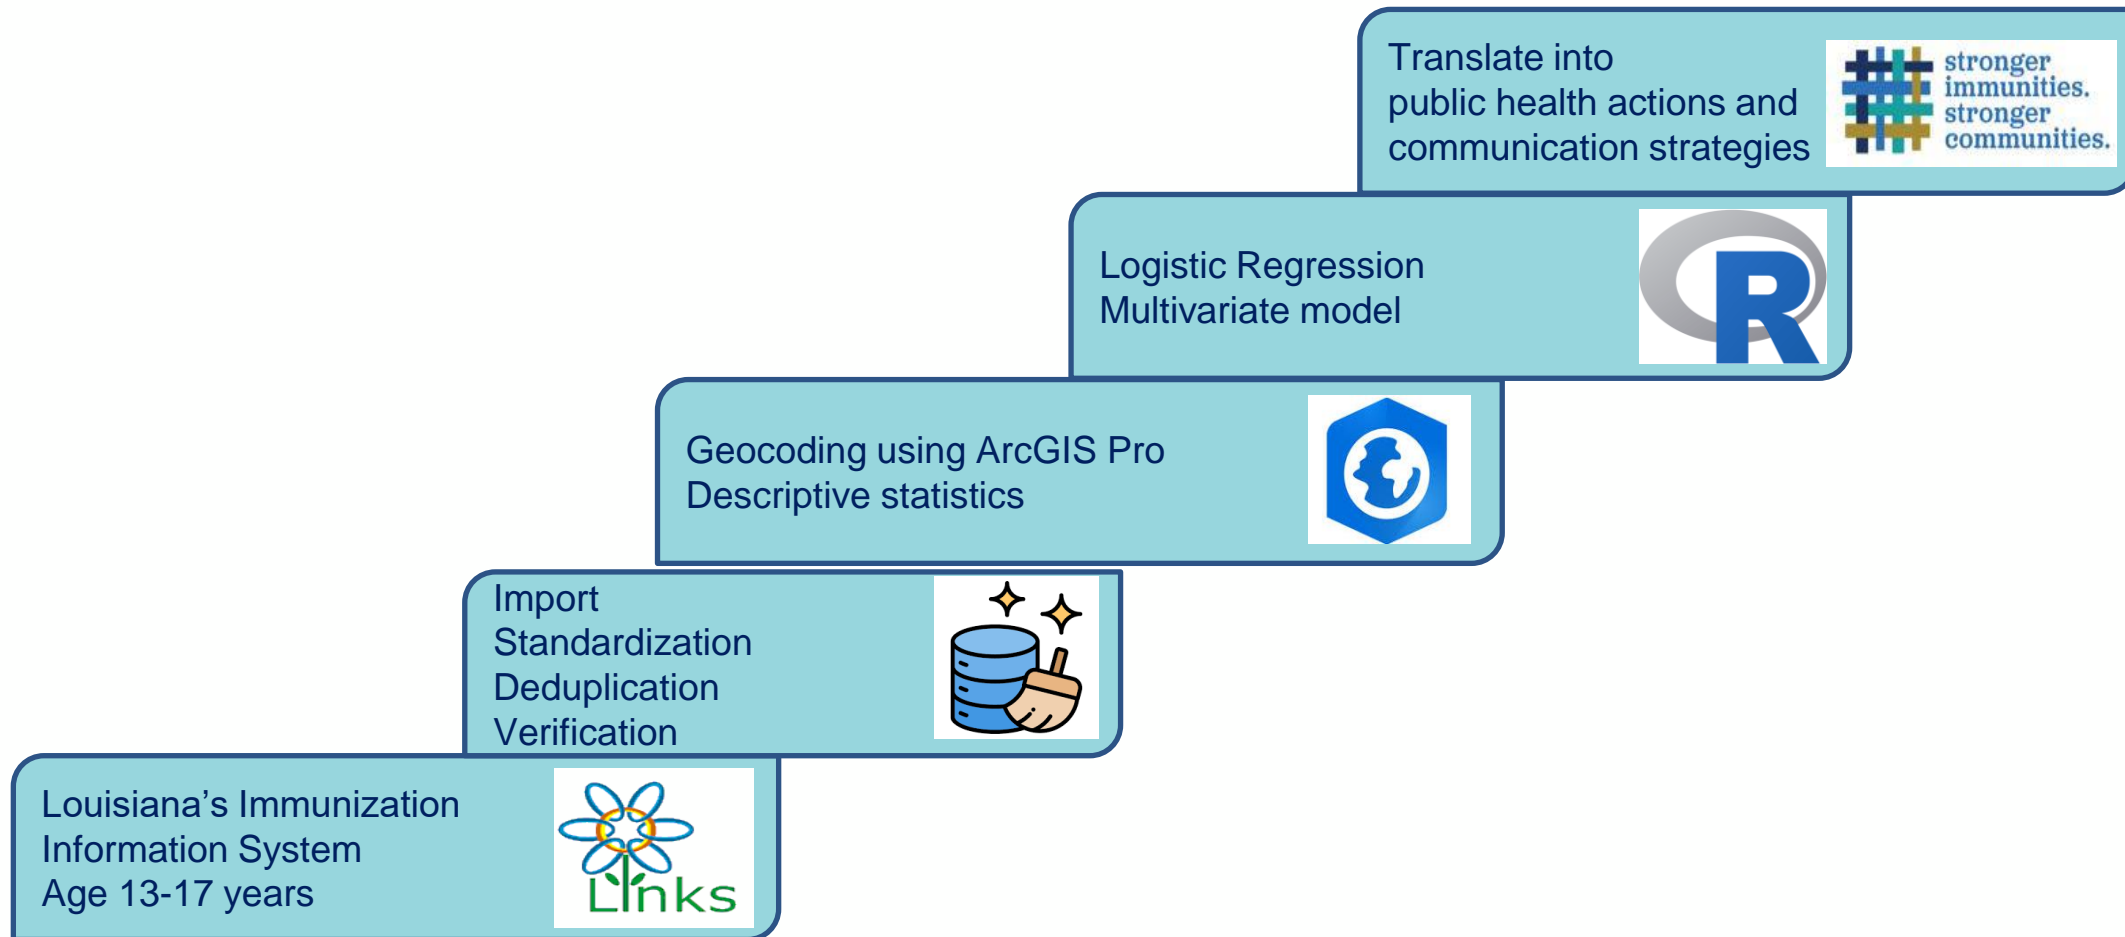 Translate into
public health actions and
communication strategies
stronger
immunities.
stronger
communities.
Logistic Regression
Multivariate model
R
Geocoding using ArcGIS Pro
Descriptive statistics
Import
Standardization
Deduplication
Verification
Louisiana’s Immunization
Information System
Age 13-17 years
Links